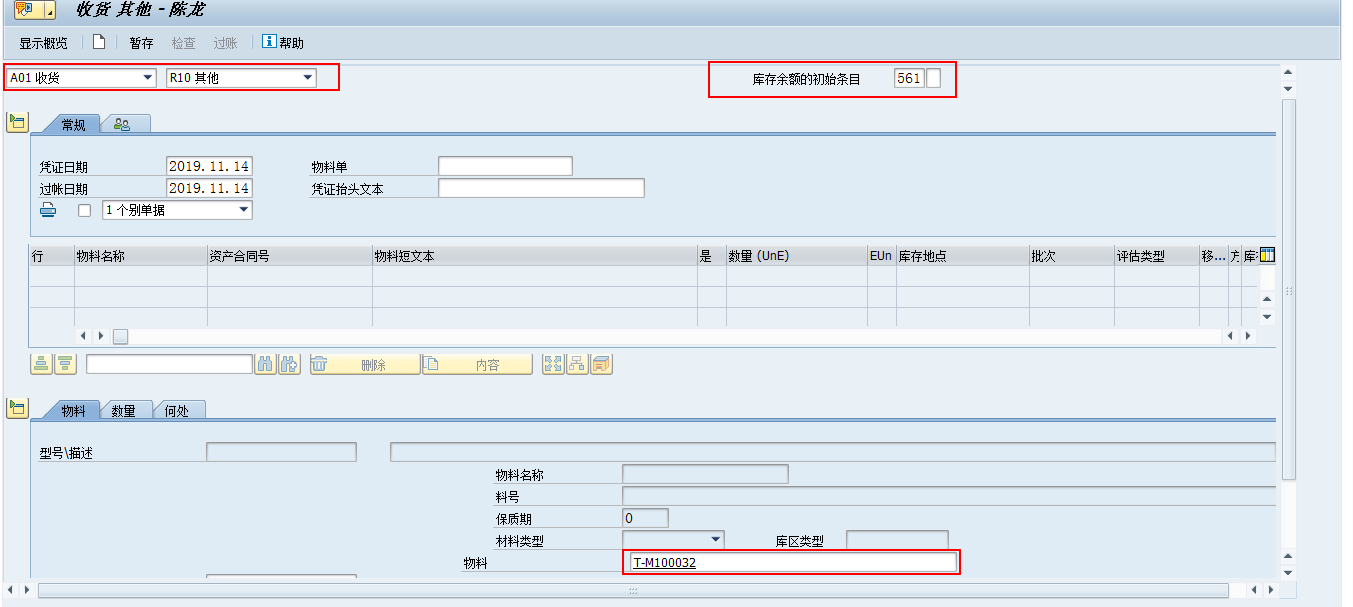 收货 其他 - 陈龙
显示概览 暂存 检查 过账 帮助
A01 收货 R10 其他 库存余额的初始条目 561
常规
凭证日期 2019.11.14 物料单
过帐日期 2019.11.14 凭证抬头文本
1 个别单据
行 物料名称 资产合同号 物料短文本 是 数量 (UnE) EUn 库存地点 批次 评估类型 移... 方 库
删除 内容
物料 数量 何处
型号\描述
物料名称
料号
保质期 0
材料类型 库区类型
物料 T-M100032